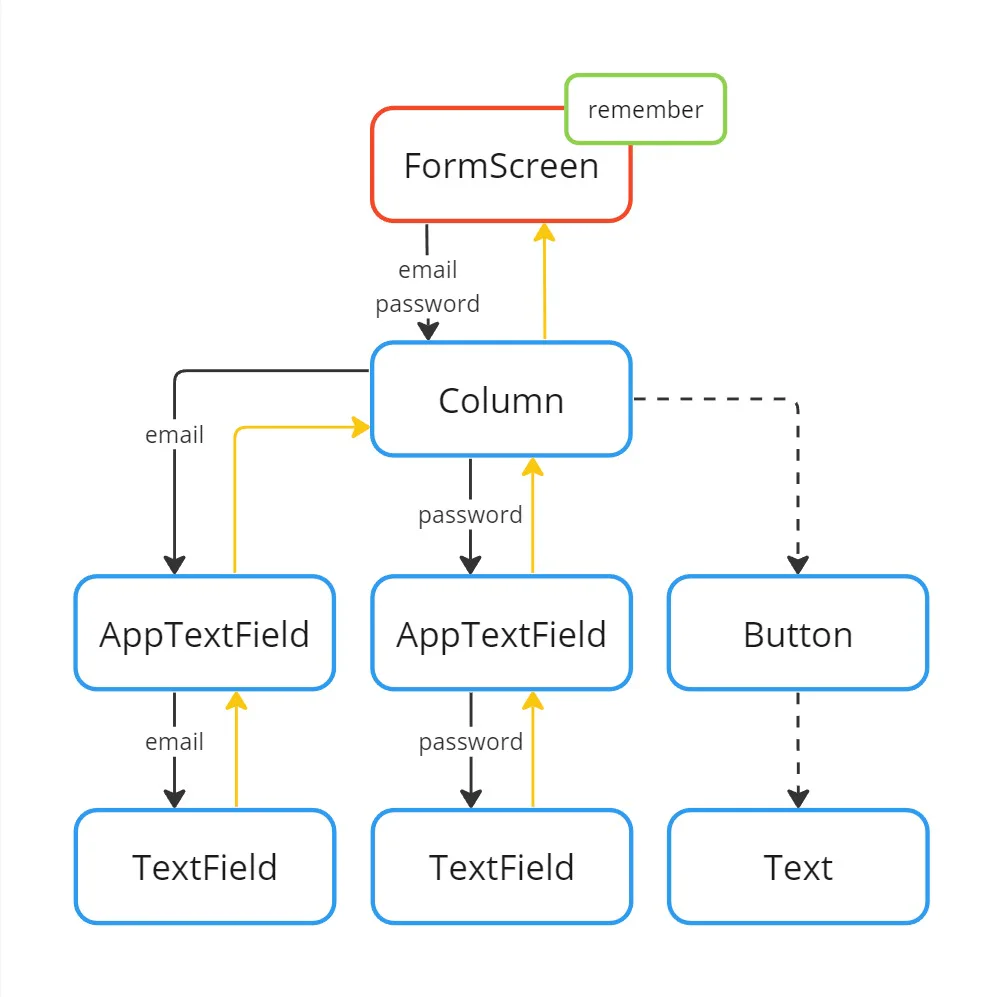 remember
FormScreen
email
password
Column
email
password
AppTextField
AppTextField
Button
email
password
TextField
TextField
Text